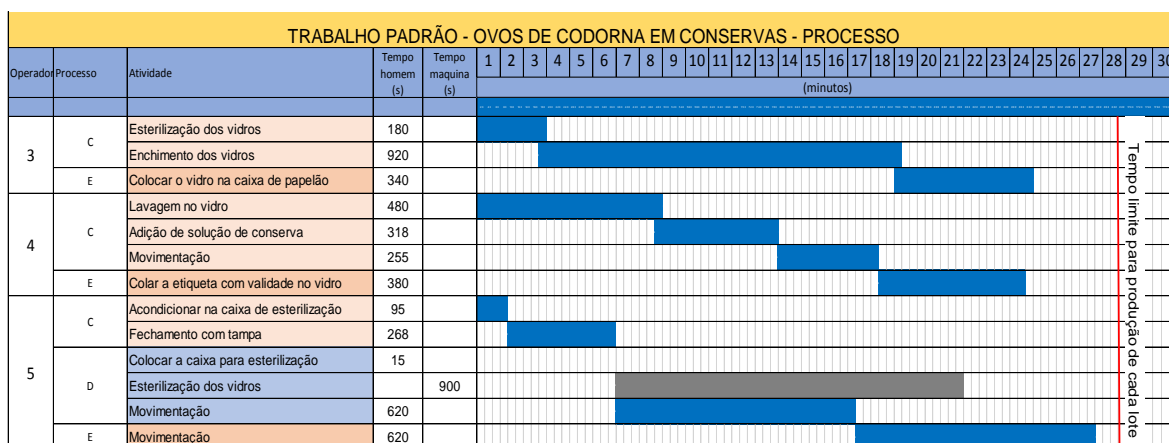 TRABALHO PADRÃO - OVOS DE CODORNA EM CONSERVAS - PROCESSO
Operador Processo Atividade Tempo homem (s) Tempo maquina (s) 1 2 3 4 5 6 7 8 9 10 11 12 13 14 15 16 17 18 19 20 21 22 23 24 25 26 27 28 29 30
(minutos)
3 C Esterilização dos vidros 180
Enchimento dos vidros 920
E Colocar o vidro na caixa de papelão 340
4 C Lavagem no vidro 480
Adição de solução de conserva 318
Movimentação 255
E Colar a etiqueta com validade no vidro 380
5 C Acondicionar na caixa de esterilização 95
Fechamento com tampa 268
D Colocar a caixa para esterilização 15
Esterilização dos vidros 900
Movimentação 620
E Movimentação 620
Tempo limite para produção de cada lote